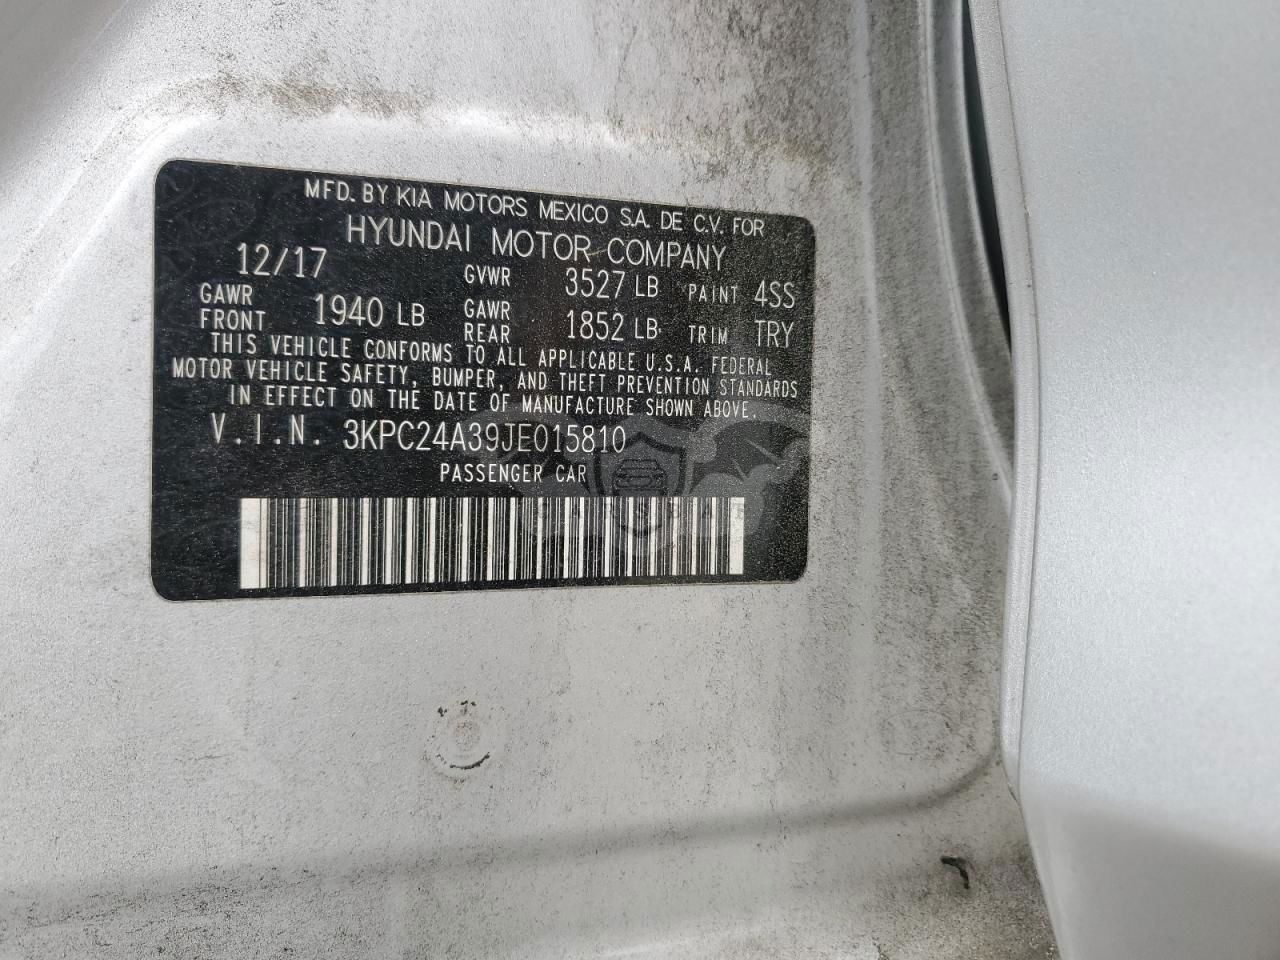 MFD. BY KIA MOTORS MEXICO S.A. DE C.V. FOR
HYUNDAI MOTOR COMPANY
12/17 GVWR 3527 LB PAINT 4SS
GAWR FRONT 1940 LB GAWR REAR 1852 LB TRIM TRY
THIS VEHICLE CONFORMS TO ALL APPLICABLE U.S.A. FEDERAL
MOTOR VEHICLE SAFETY, BUMPER, AND THEFT PREVENTION STANDARDS
IN EFFECT ON THE DATE OF MANUFACTURE SHOWN ABOVE.
V.I.N. 3KPC24A39JE015810
PASSENGER CAR